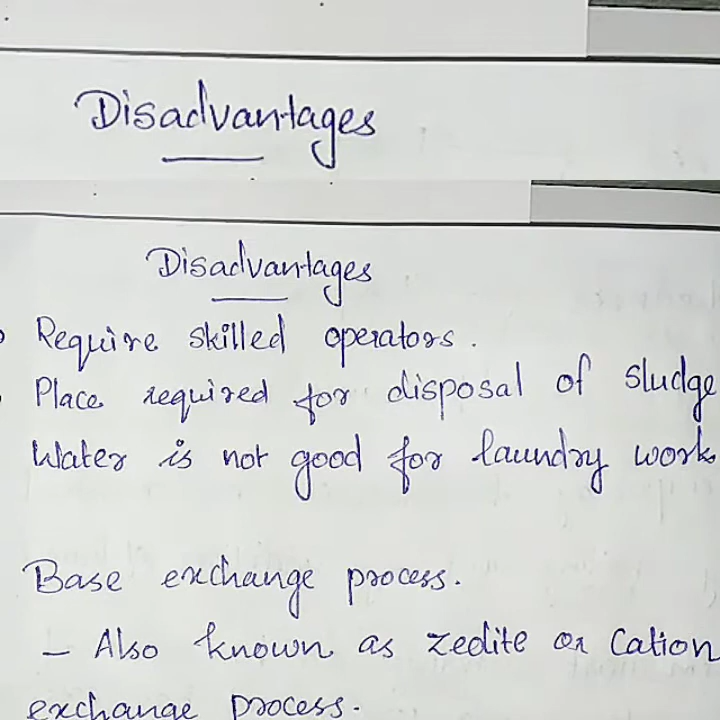 Disadvantages
Disadvantages
Require skilled operators.
Place required for disposal of sludge
Water is not good for laundry work
Base exchange process.
- Also known as zeolite or Cation
exchange process.